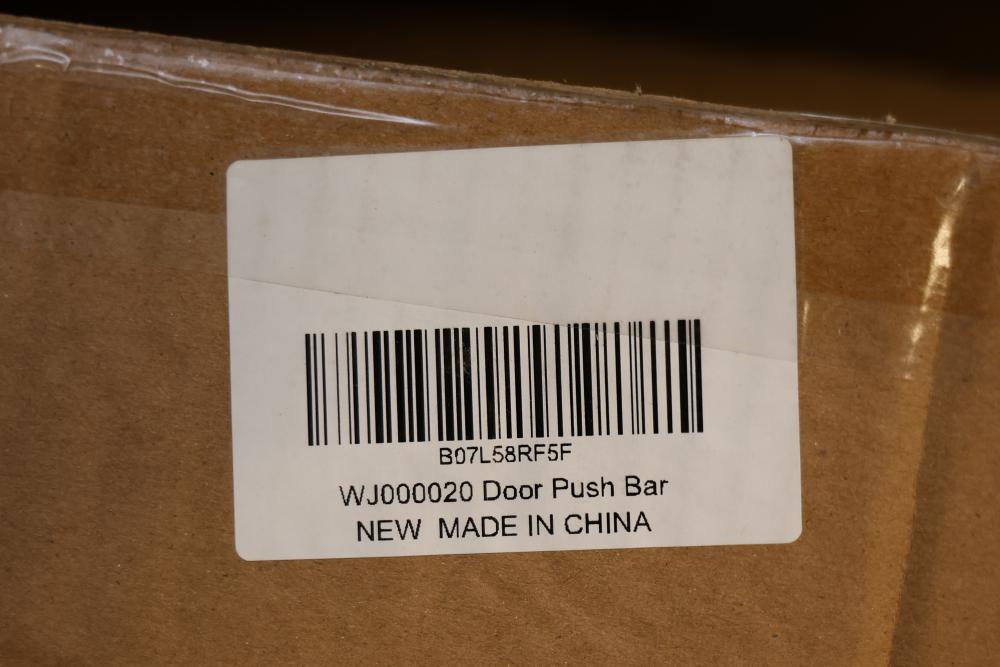 B07L58RF5F
WJ000020 Door Push Bar
NEW MADE IN CHINA